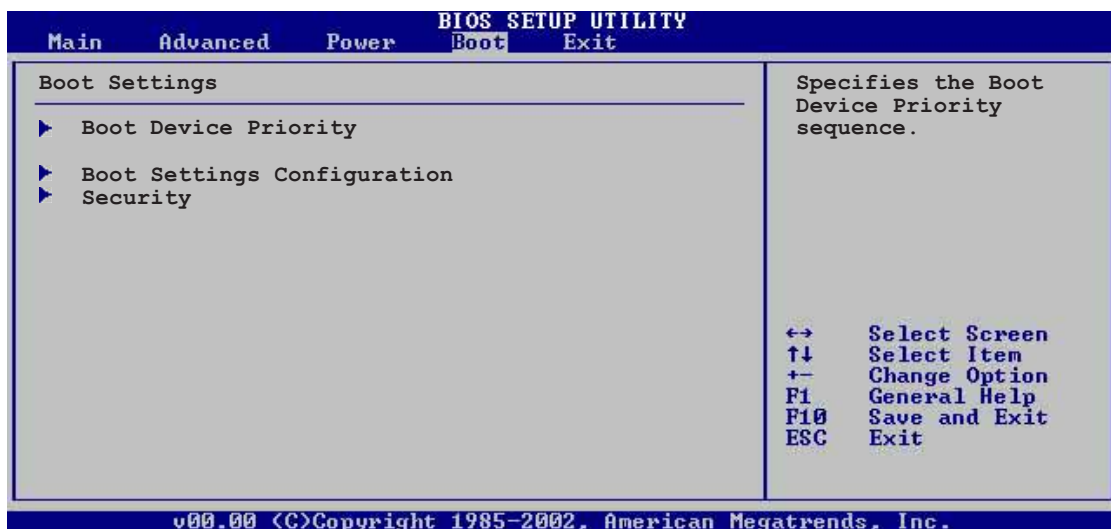 BIOS SETUP UTILITY
Main Advanced Power Boot Exit
Boot Settings
Boot Device Priority
Boot Settings Configuration
Security
Specifies the Boot
Device Priority
sequence.
←→ Select Screen
↑↓ Select Item
+- Change Option
F1 General Help
F10 Save and Exit
ESC Exit
v00.00 (C)Copyright 1985-2002, American Megatrends, Inc.